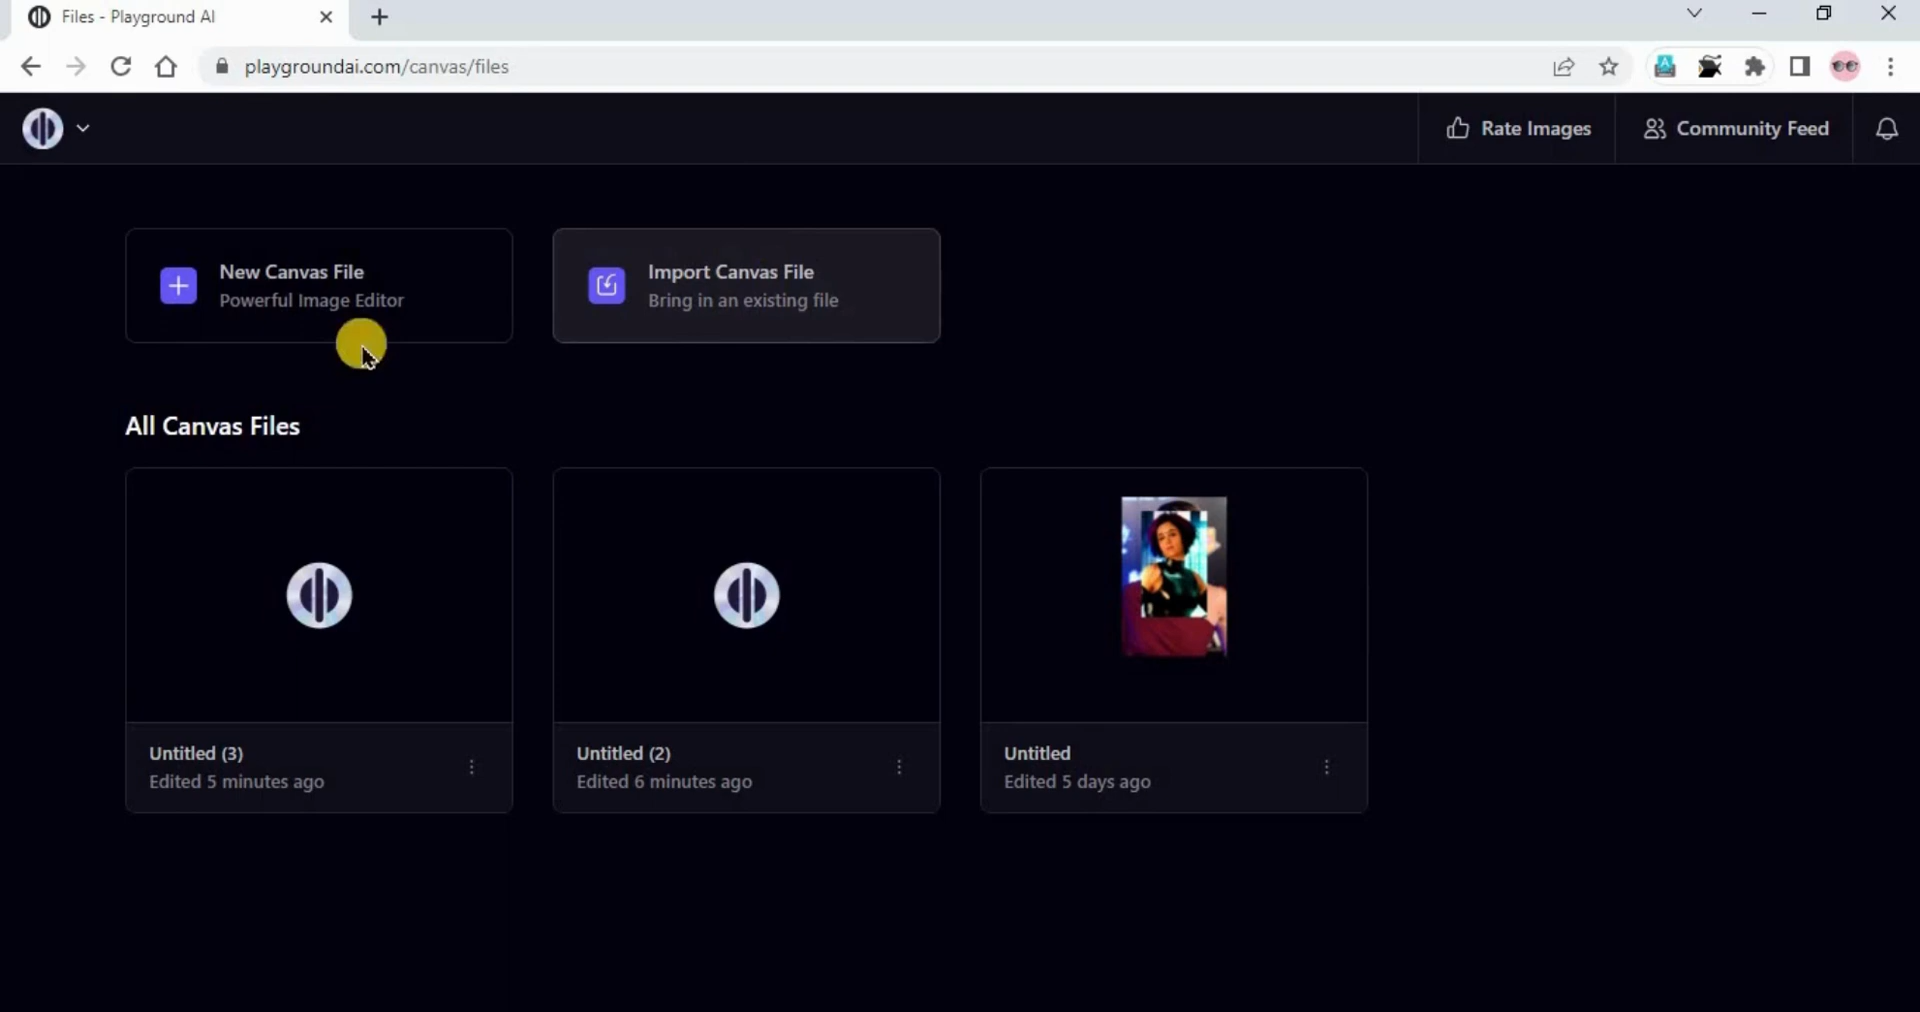 Files - Playground AI
playgroundai.com/canvas/files
Rate Images
Community Feed
New Canvas File
Powerful Image Editor
Import Canvas File
Bring in an existing file
All Canvas Files
Untitled (3)
Edited 5 minutes ago
Untitled (2)
Edited 6 minutes ago
Untitled
Edited 5 days ago